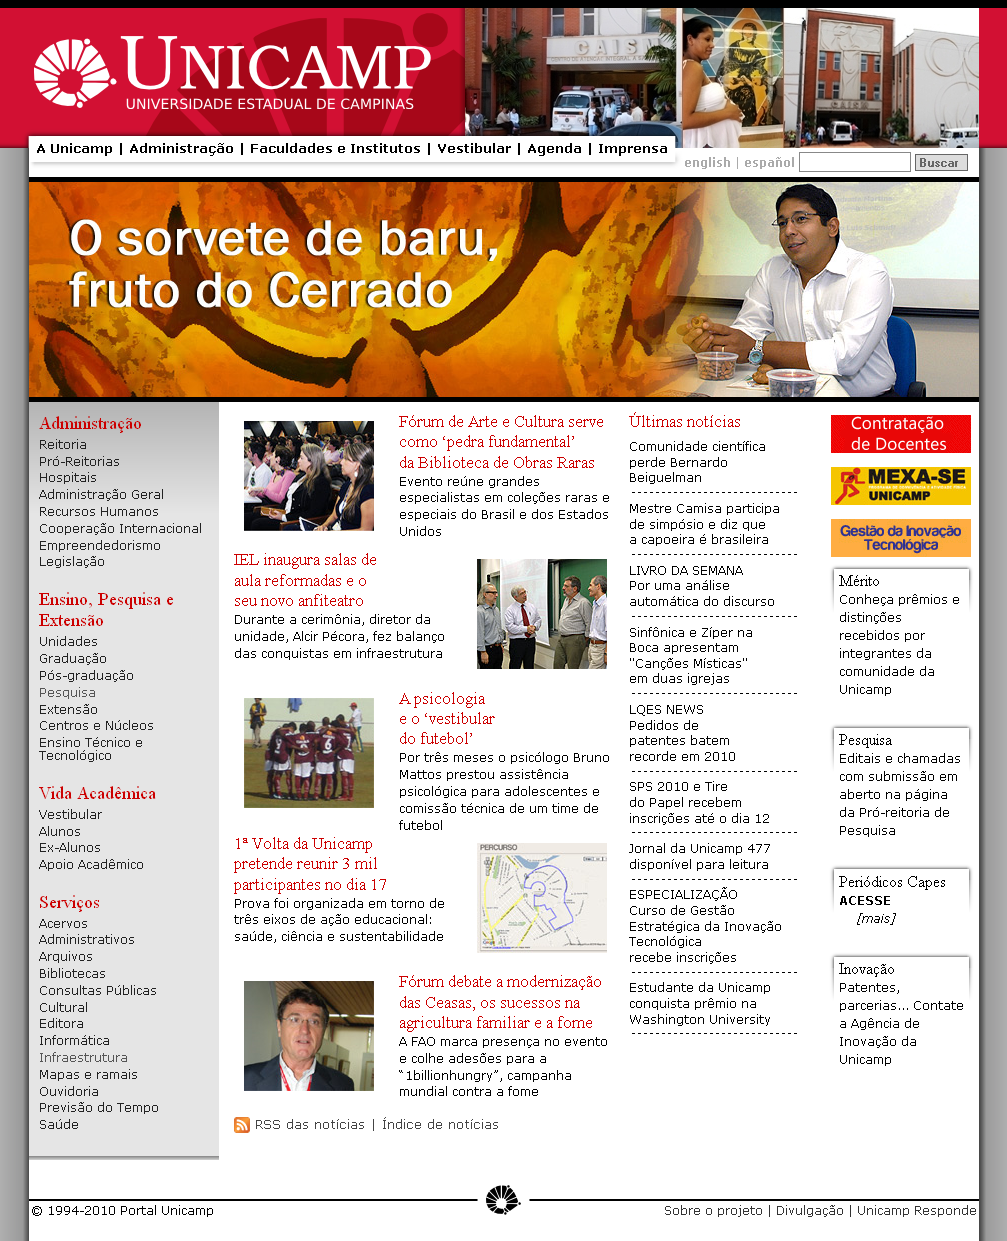 UNICAMP
UNIVERSIDADE ESTADUAL DE CAMPINAS
CAISM
A Unicamp | Administração | Faculdades e Institutos | Vestibular | Agenda | Imprensa
english | español
Buscar
O sorvete de baru,
fruto do Cerrado
Administração
Reitoria
Pró-Reitorias
Hospitais
Administração Geral
Recursos Humanos
Cooperação Internacional
Empreendedorismo
Legislação
Ensino, Pesquisa e
Extensão
Unidades
Graduação
Pós-graduação
Pesquisa
Extensão
Centros e Núcleos
Ensino Técnico e
Tecnológico
Vida Acadêmica
Vestibular
Alunos
Ex-Alunos
Apoio Acadêmico
Serviços
Acervos
Administrativos
Arquivos
Bibliotecas
Consultas Públicas
Cultural
Editora
Informática
Infraestrutura
Mapas e ramais
Ouvidoria
Previsão do Tempo
Saúde
Fórum de Arte e Cultura serve
como ‘pedra fundamental’
da Biblioteca de Obras Raras
Evento reúne grandes
especialistas em coleções raras e
especiais do Brasil e dos Estados
Unidos
IEL inaugura salas de
aula reformadas e o
seu novo anfiteatro
Durante a cerimônia, diretor da
unidade, Alcir Pécora, fez balanço
das conquistas em infraestrutura
A psicologia
e o ‘vestibular
do futebol’
Por três meses o psicólogo Bruno
Mattos prestou assistência
psicológica para adolescentes e
comissão técnica de um time de
futebol
1ª Volta da Unicamp
pretende reunir 3 mil
participantes no dia 17
Prova foi organizada em torno de
três eixos de ação educacional:
saúde, ciência e sustentabilidade
PERCURSO
Fórum debate a modernização
das Ceasas, os sucessos na
agricultura familiar e a fome
A FAO marca presença no evento
e colhe adesões para a
“1billionhungry”, campanha
mundial contra a fome
RSS das notícias | Índice de notícias
Últimas notícias
Comunidade científica
perde Bernardo
Beiguelman
Mestre Camisa participa
de simpósio e diz que
a capoeira é brasileira
LIVRO DA SEMANA
Por uma análise
automática do discurso
Sinfônica e Zíper na
Boca apresentam
"Canções Místicas"
em duas igrejas
LQES NEWS
Pedidos de
patentes batem
recorde em 2010
SPS 2010 e Tire
do Papel recebem
inscrições até o dia 12
Jornal da Unicamp 477
disponível para leitura
ESPECIALIZAÇÃO
Curso de Gestão
Estratégica da Inovação
Tecnológica
recebe inscrições
Estudante da Unicamp
conquista prêmio na
Washington University
Contratação
de Docentes
MEXA-SE
UNICAMP
Gestão da Inovação
Tecnológica
Mérito
Conheça prêmios e
distinções
recebidos por
integrantes da
comunidade da
Unicamp
Pesquisa
Editais e chamadas
com submissão em
aberto na página
da Pró-reitoria de
Pesquisa
Periódicos Capes
ACESSE
[mais]
Inovação
Patentes,
parcerias... Contate
a Agência de
Inovação da
Unicamp
© 1994-2010 Portal Unicamp
Sobre o projeto | Divulgação | Unicamp Responde